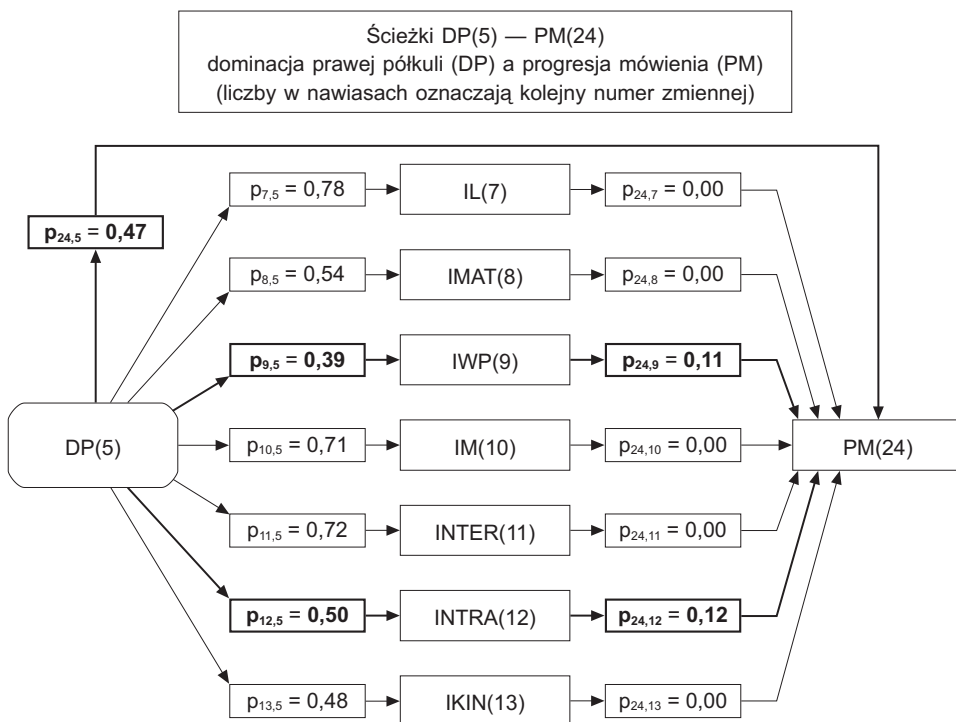 Ścieżki DP(5) — PM(24)
dominacja prawej półkuli (DP) a progresja mówienia (PM)
(liczby w nawiasach oznaczają kolejny numer zmiennej)
p24,5 = 0,47
p7,5 = 0,78
IL(7)
p24,7 = 0,00
p8,5 = 0,54
IMAT(8)
p24,8 = 0,00
p9,5 = 0,39
IWP(9)
p24,9 = 0,11
DP(5)
p10,5 = 0,71
IM(10)
p24,10 = 0,00
PM(24)
p11,5 = 0,72
INTER(11)
p24,11 = 0,00
p12,5 = 0,50
INTRA(12)
p24,12 = 0,12
p13,5 = 0,48
IKIN(13)
p24,13 = 0,00